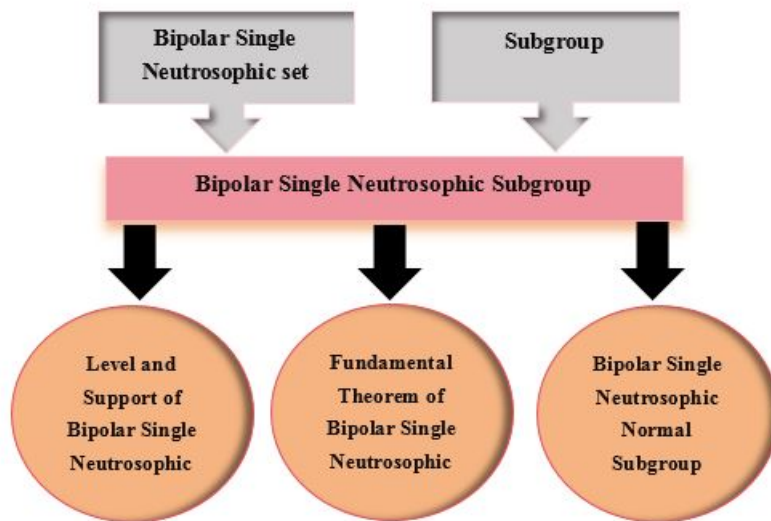 Bipolar Single
Neutrosophic set
Subgroup
Bipolar Single Neutrosophic Subgroup
Level and
Support of
Bipolar Single
Neutrosophic
Fundamental
Theorem of
Bipolar Single
Neutrosophic
Bipolar Single
Neutrosophic
Normal
Subgroup